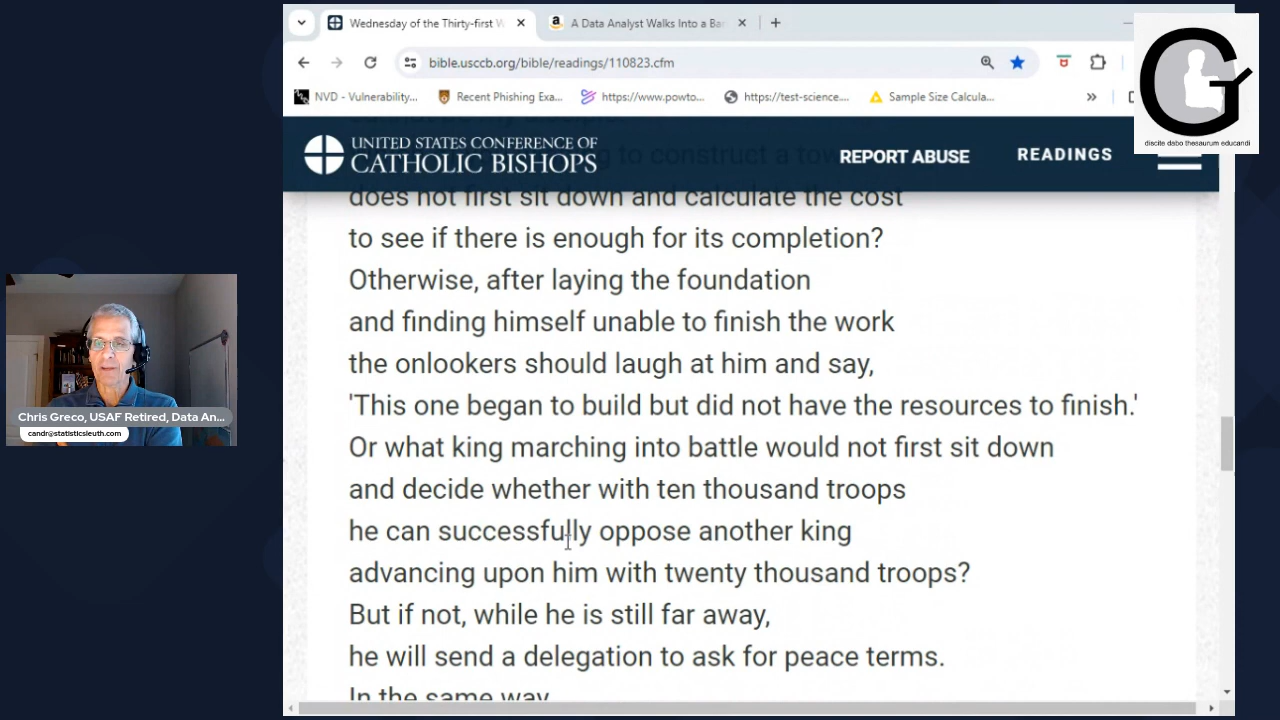 Wednesday of the Thirty-first W
A Data Analyst Walks Into a Ba
bible.usccb.org/bible/readings/110823.cfm
NVD - Vulnerability...
Recent Phishing Exa...
https://www.powto...
https://test-science....
Sample Size Calcula...
»
G
discite dabo thesaurum educandi
UNITED STATES CONFERENCE OF
CATHOLIC BISHOPS
REPORT ABUSE
READINGS
to construct a tow
does not first sit down and calculate the cost
to see if there is enough for its completion?
Otherwise, after laying the foundation
and finding himself unable to finish the work
the onlookers should laugh at him and say,
'This one began to build but did not have the resources to finish.'
Or what king marching into battle would not first sit down
and decide whether with ten thousand troops
he can successfully oppose another king
advancing upon him with twenty thousand troops?
But if not, while he is still far away,
he will send a delegation to ask for peace terms.
In the same way
Chris Greco, USAF Retired, Data An...
candr@statisticsleuth.com